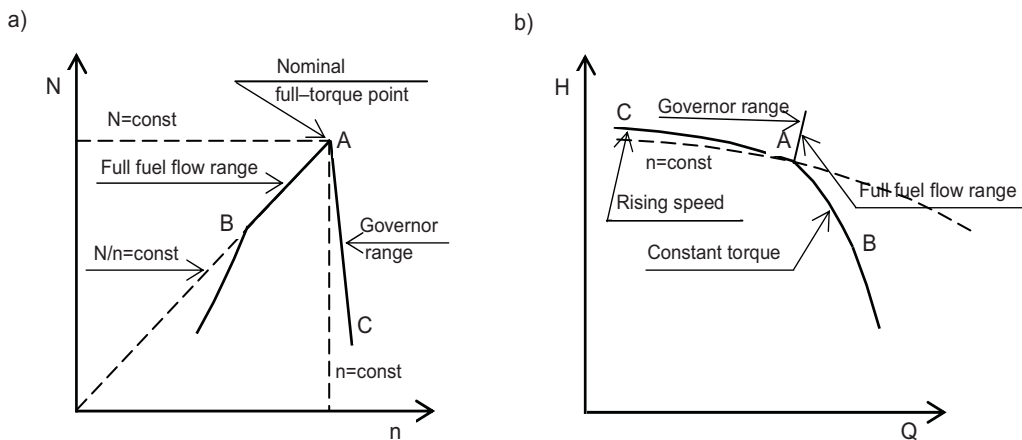 a)
N
Nominal
full–torque point
N=const
A
Full fuel flow range
B
Governor
range
N/n=const
C
n=const
n
b)
H
C
Governor range
A
n=const
Full fuel flow range
Rising speed
B
Constant torque
Q